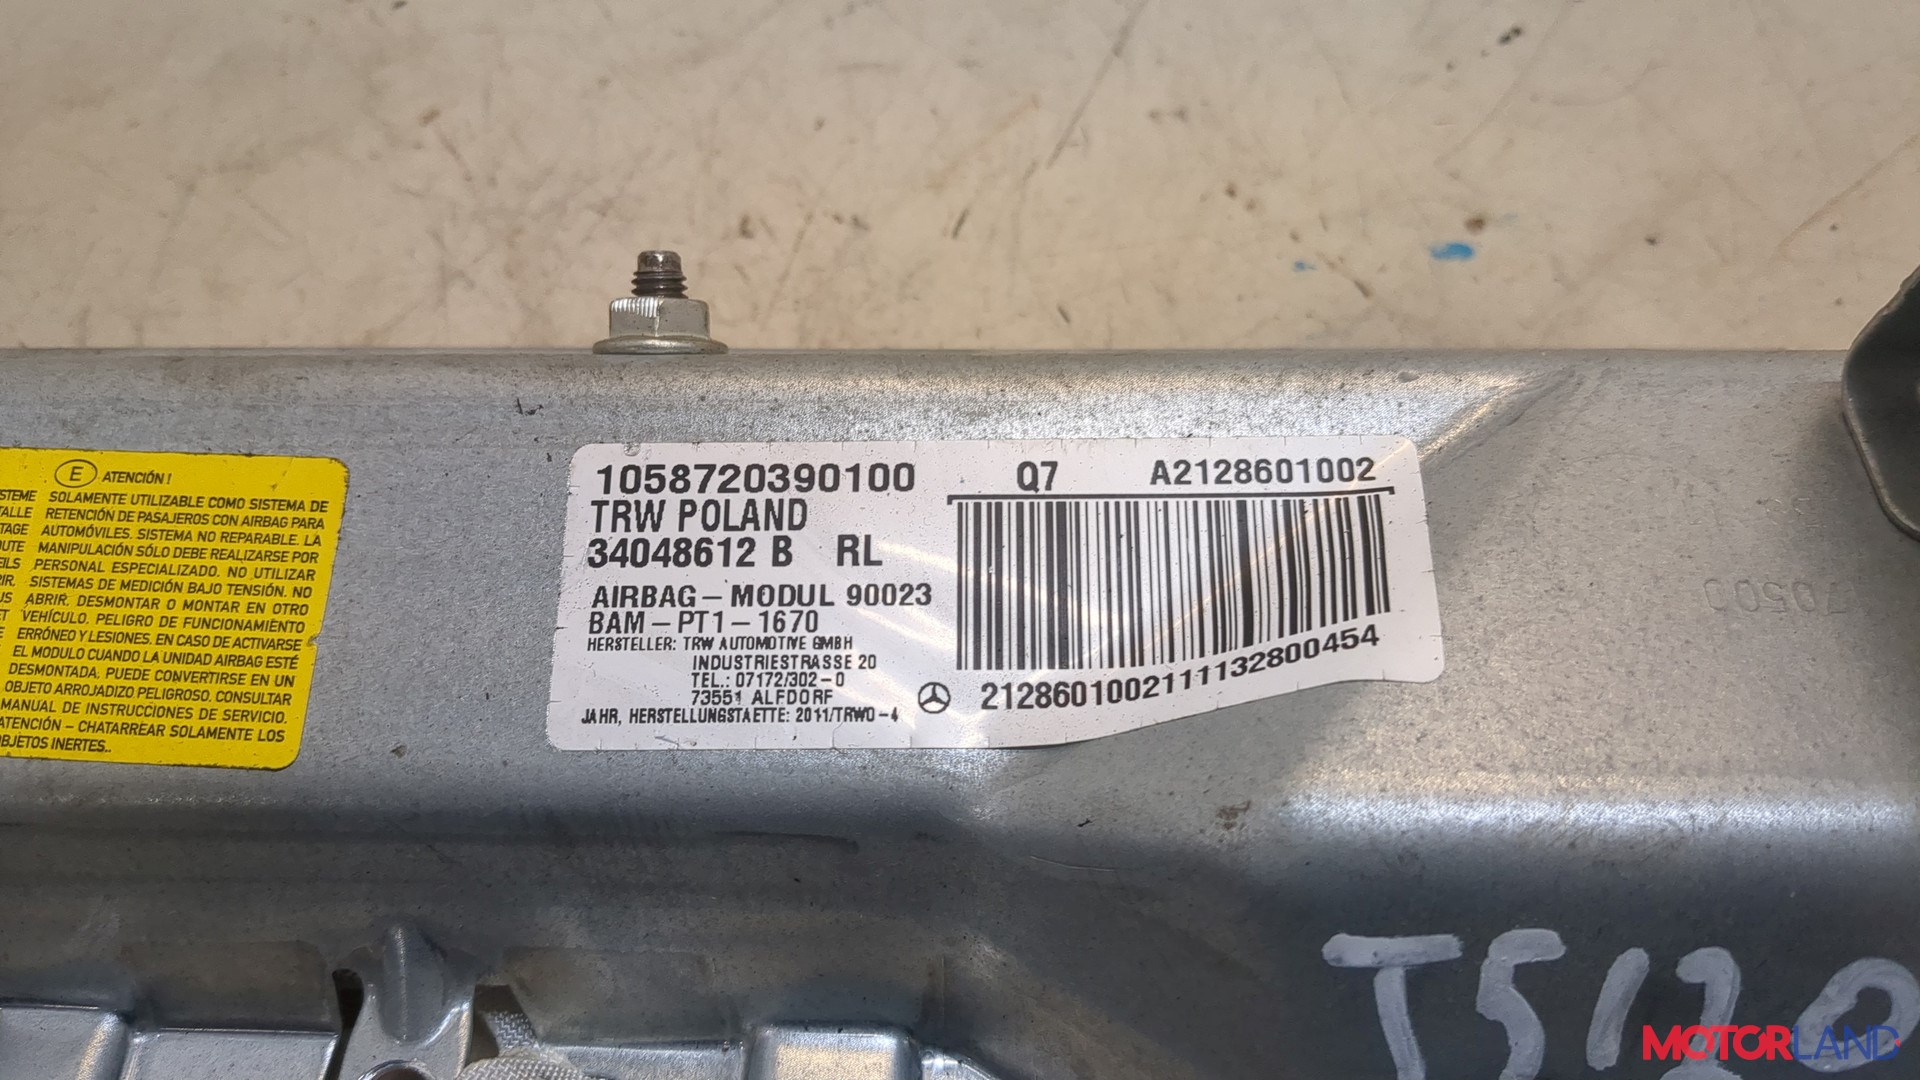 E ATENCIÓN!
SOLAMENTE UTILIZABLE COMO SISTEMA DE
RETENCIÓN DE PASAJEROS CON AIRBAG PARA
AUTOMÓVILES. SISTEMA NO REPARABLE. LA
MANIPULACIÓN SÓLO DEBE REALIZARSE POR
PERSONAL ESPECIALIZADO. NO UTILIZAR
SISTEMAS DE MEDICIÓN BAJO TENSIÓN. NO
ABRIR, DESMONTAR O MONTAR EN OTRO
VEHÍCULO. PELIGRO DE FUNCIONAMIENTO
ERRÓNEO Y LESIONES. EN CASO DE ACTIVARSE
EL MODULO CUANDO LA UNIDAD AIRBAG ESTÉ
DESMONTADA, PUEDE CONVERTIRSE EN UN
OBJETO ARROJADIZO PELIGROSO. CONSULTAR
MANUAL DE INSTRUCCIONES DE SERVICIO.
ATENCIÓN – CHATARREAR SOLAMENTE LOS
OBJETOS INERTES..
1058720390100
TRW POLAND
34048612 B RL
AIRBAG-MODUL 90023
BAM-PT1-1670
HERSTELLER: TRW AUTOMOTIVE GMBH
INDUSTRIESTRASSE 20
TEL.: 07172/302-0
73551 ALFDORF
JAHR, HERSTELLUNGSTAETTE: 2011/TRWO-4
Q7 A2128601002
21286010021111132800454
T5120
MOTORLAND